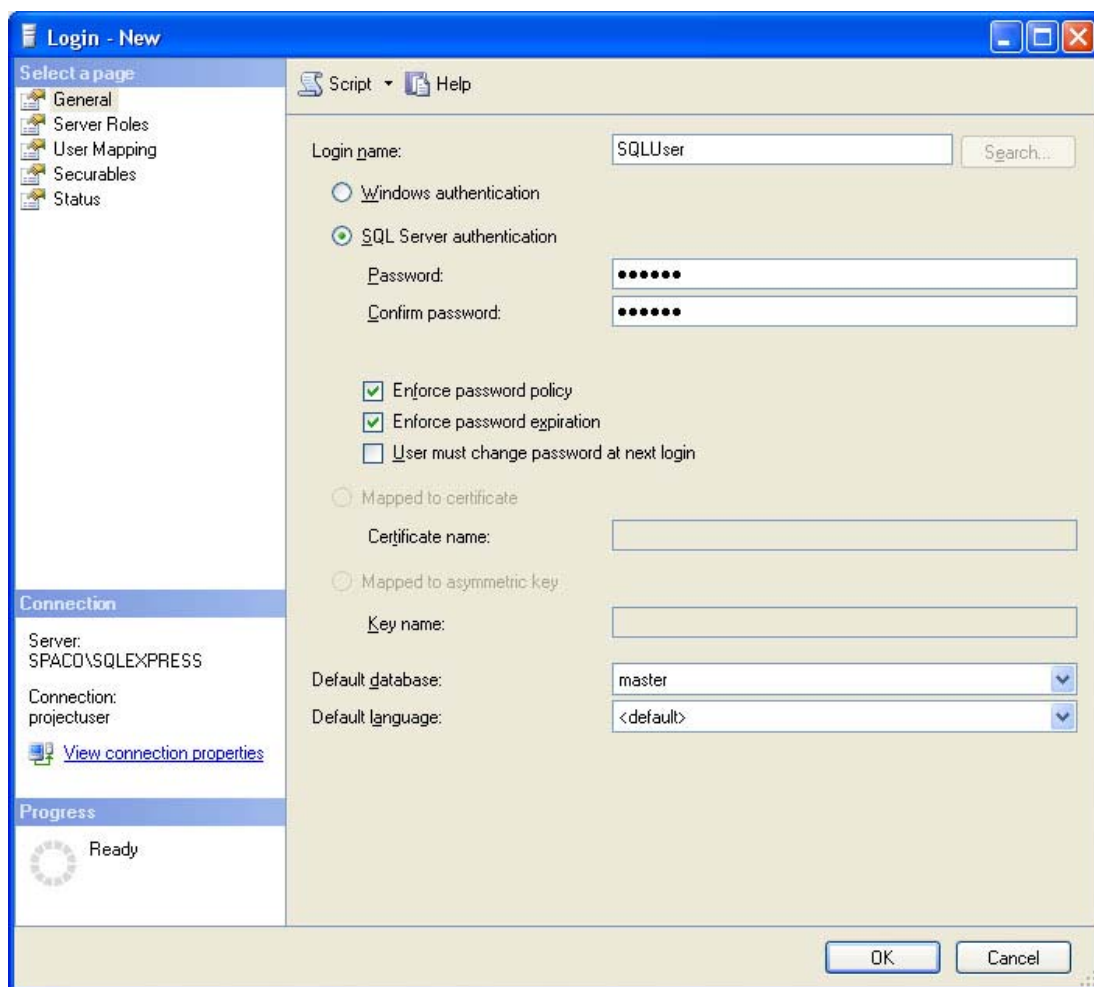 Login - New
Select a page
General
Server Roles
User Mapping
Securables
Status
Script
Help
Login name:
SQLUser
Search...
Windows authentication
SQL Server authentication
Password:
••••••
Confirm password:
••••••
Enforce password policy
Enforce password expiration
User must change password at next login
Mapped to certificate
Certificate name:
Mapped to asymmetric key
Key name:
Default database:
master
Default language:
<default>
Connection
Server:
SPACO\SQLEXPRESS
Connection:
projectuser
View connection properties
Progress
Ready
OK
Cancel